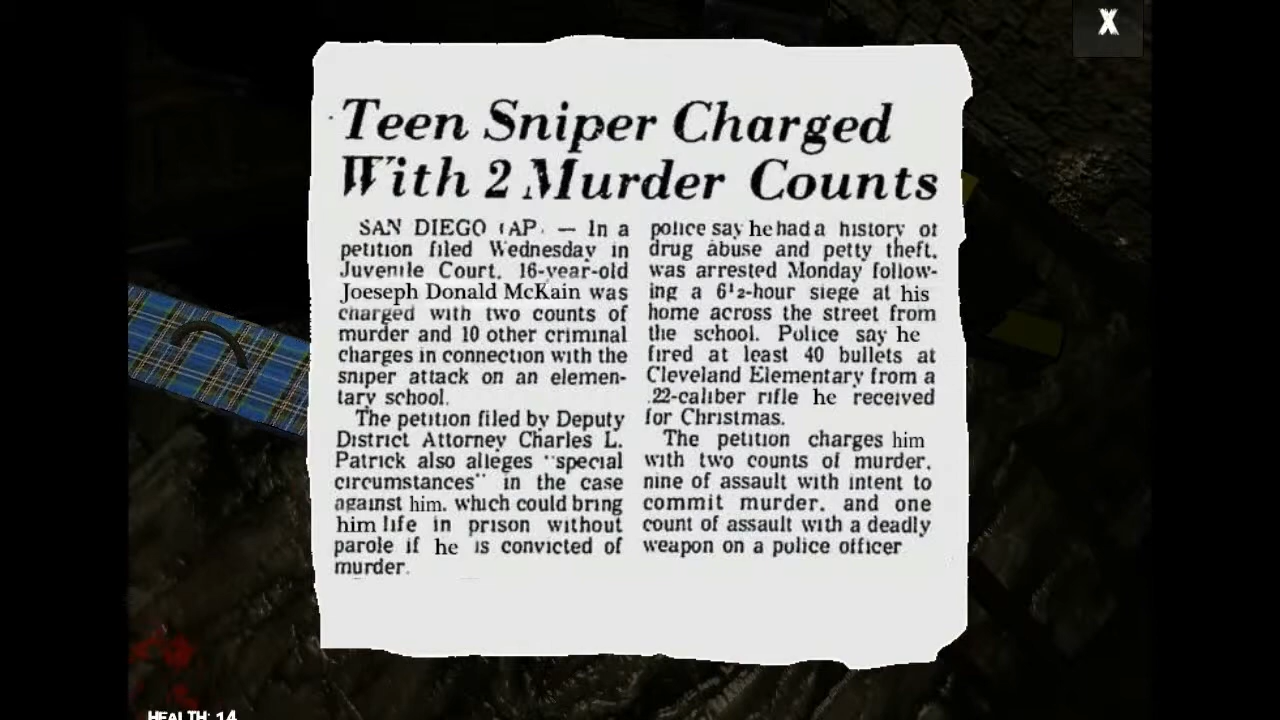 X
Teen Sniper Charged
With 2 Murder Counts
SAN DIEGO (AP) — In a
petition filed Wednesday in
Juvenile Court, 16-year-old
Joeseph Donald McKain was
charged with two counts of
murder and 10 other criminal
charges in connection with the
sniper attack on an elemen-
tary school.
The petition filed by Deputy
District Attorney Charles L.
Patrick also alleges "special
circumstances" in the case
against him, which could bring
him life in prison without
parole if he is convicted of
murder.
police say he had a history of
drug abuse and petty theft,
was arrested Monday follow-
ing a 6½-hour siege at his
home across the street from
the school. Police say he
fired at least 40 bullets at
Cleveland Elementary from a
.22-caliber rifle he received
for Christmas.
The petition charges him
with two counts of murder,
nine of assault with intent to
commit murder, and one
count of assault with a deadly
weapon on a police officer
HEALTH: 14